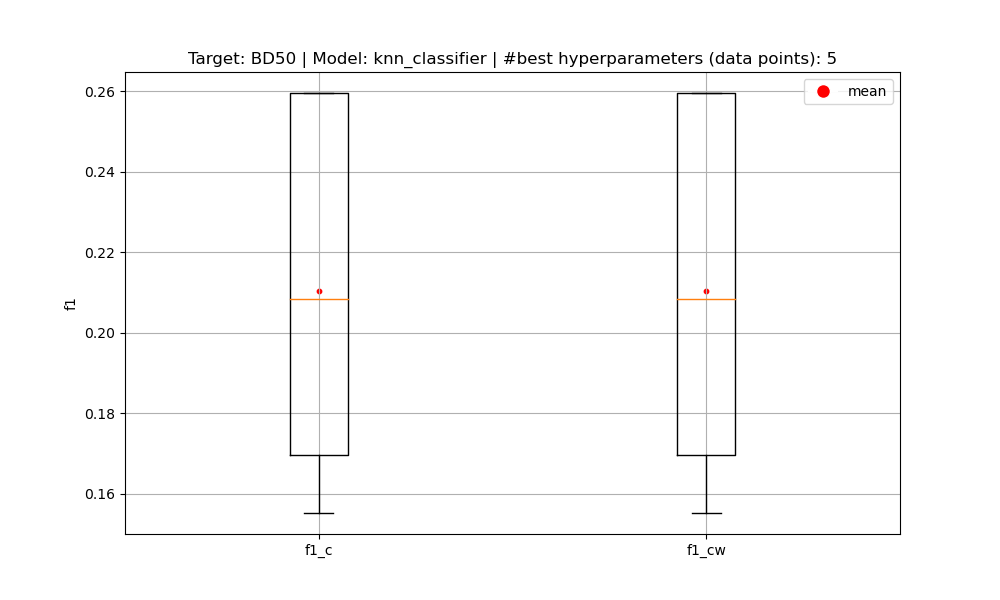 Target: BD50 | Model: knn_classifier | #best hyperparameters (data points): 5
mean
f1
0.26
0.24
0.22
0.20
0.18
0.16
f1_c
f1_cw